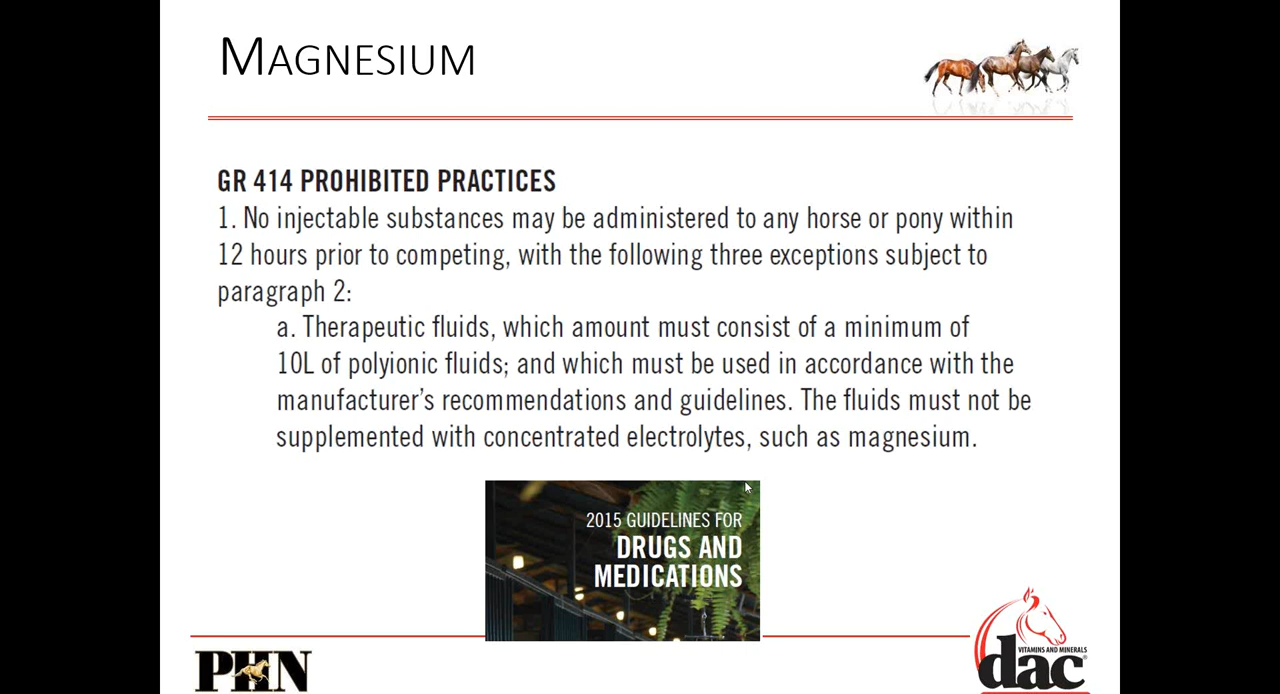 MAGNESIUM
GR 414 PROHIBITED PRACTICES
1. No injectable substances may be administered to any horse or pony within
12 hours prior to competing, with the following three exceptions subject to
paragraph 2:
a. Therapeutic fluids, which amount must consist of a minimum of
10L of polyionic fluids; and which must be used in accordance with the
manufacturer’s recommendations and guidelines. The fluids must not be
supplemented with concentrated electrolytes, such as magnesium.
2015 GUIDELINES FOR
DRUGS AND
MEDICATIONS
PHN
VITAMINS AND MINERALS
dac®